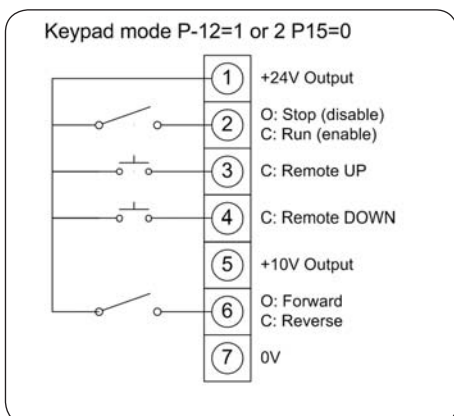 Keypad mode P-12=1 or 2 P15=0
1 +24V Output
2 O: Stop (disable)
C: Run (enable)
3 C: Remote UP
4 C: Remote DOWN
5 +10V Output
6 O: Forward
C: Reverse
7 0V